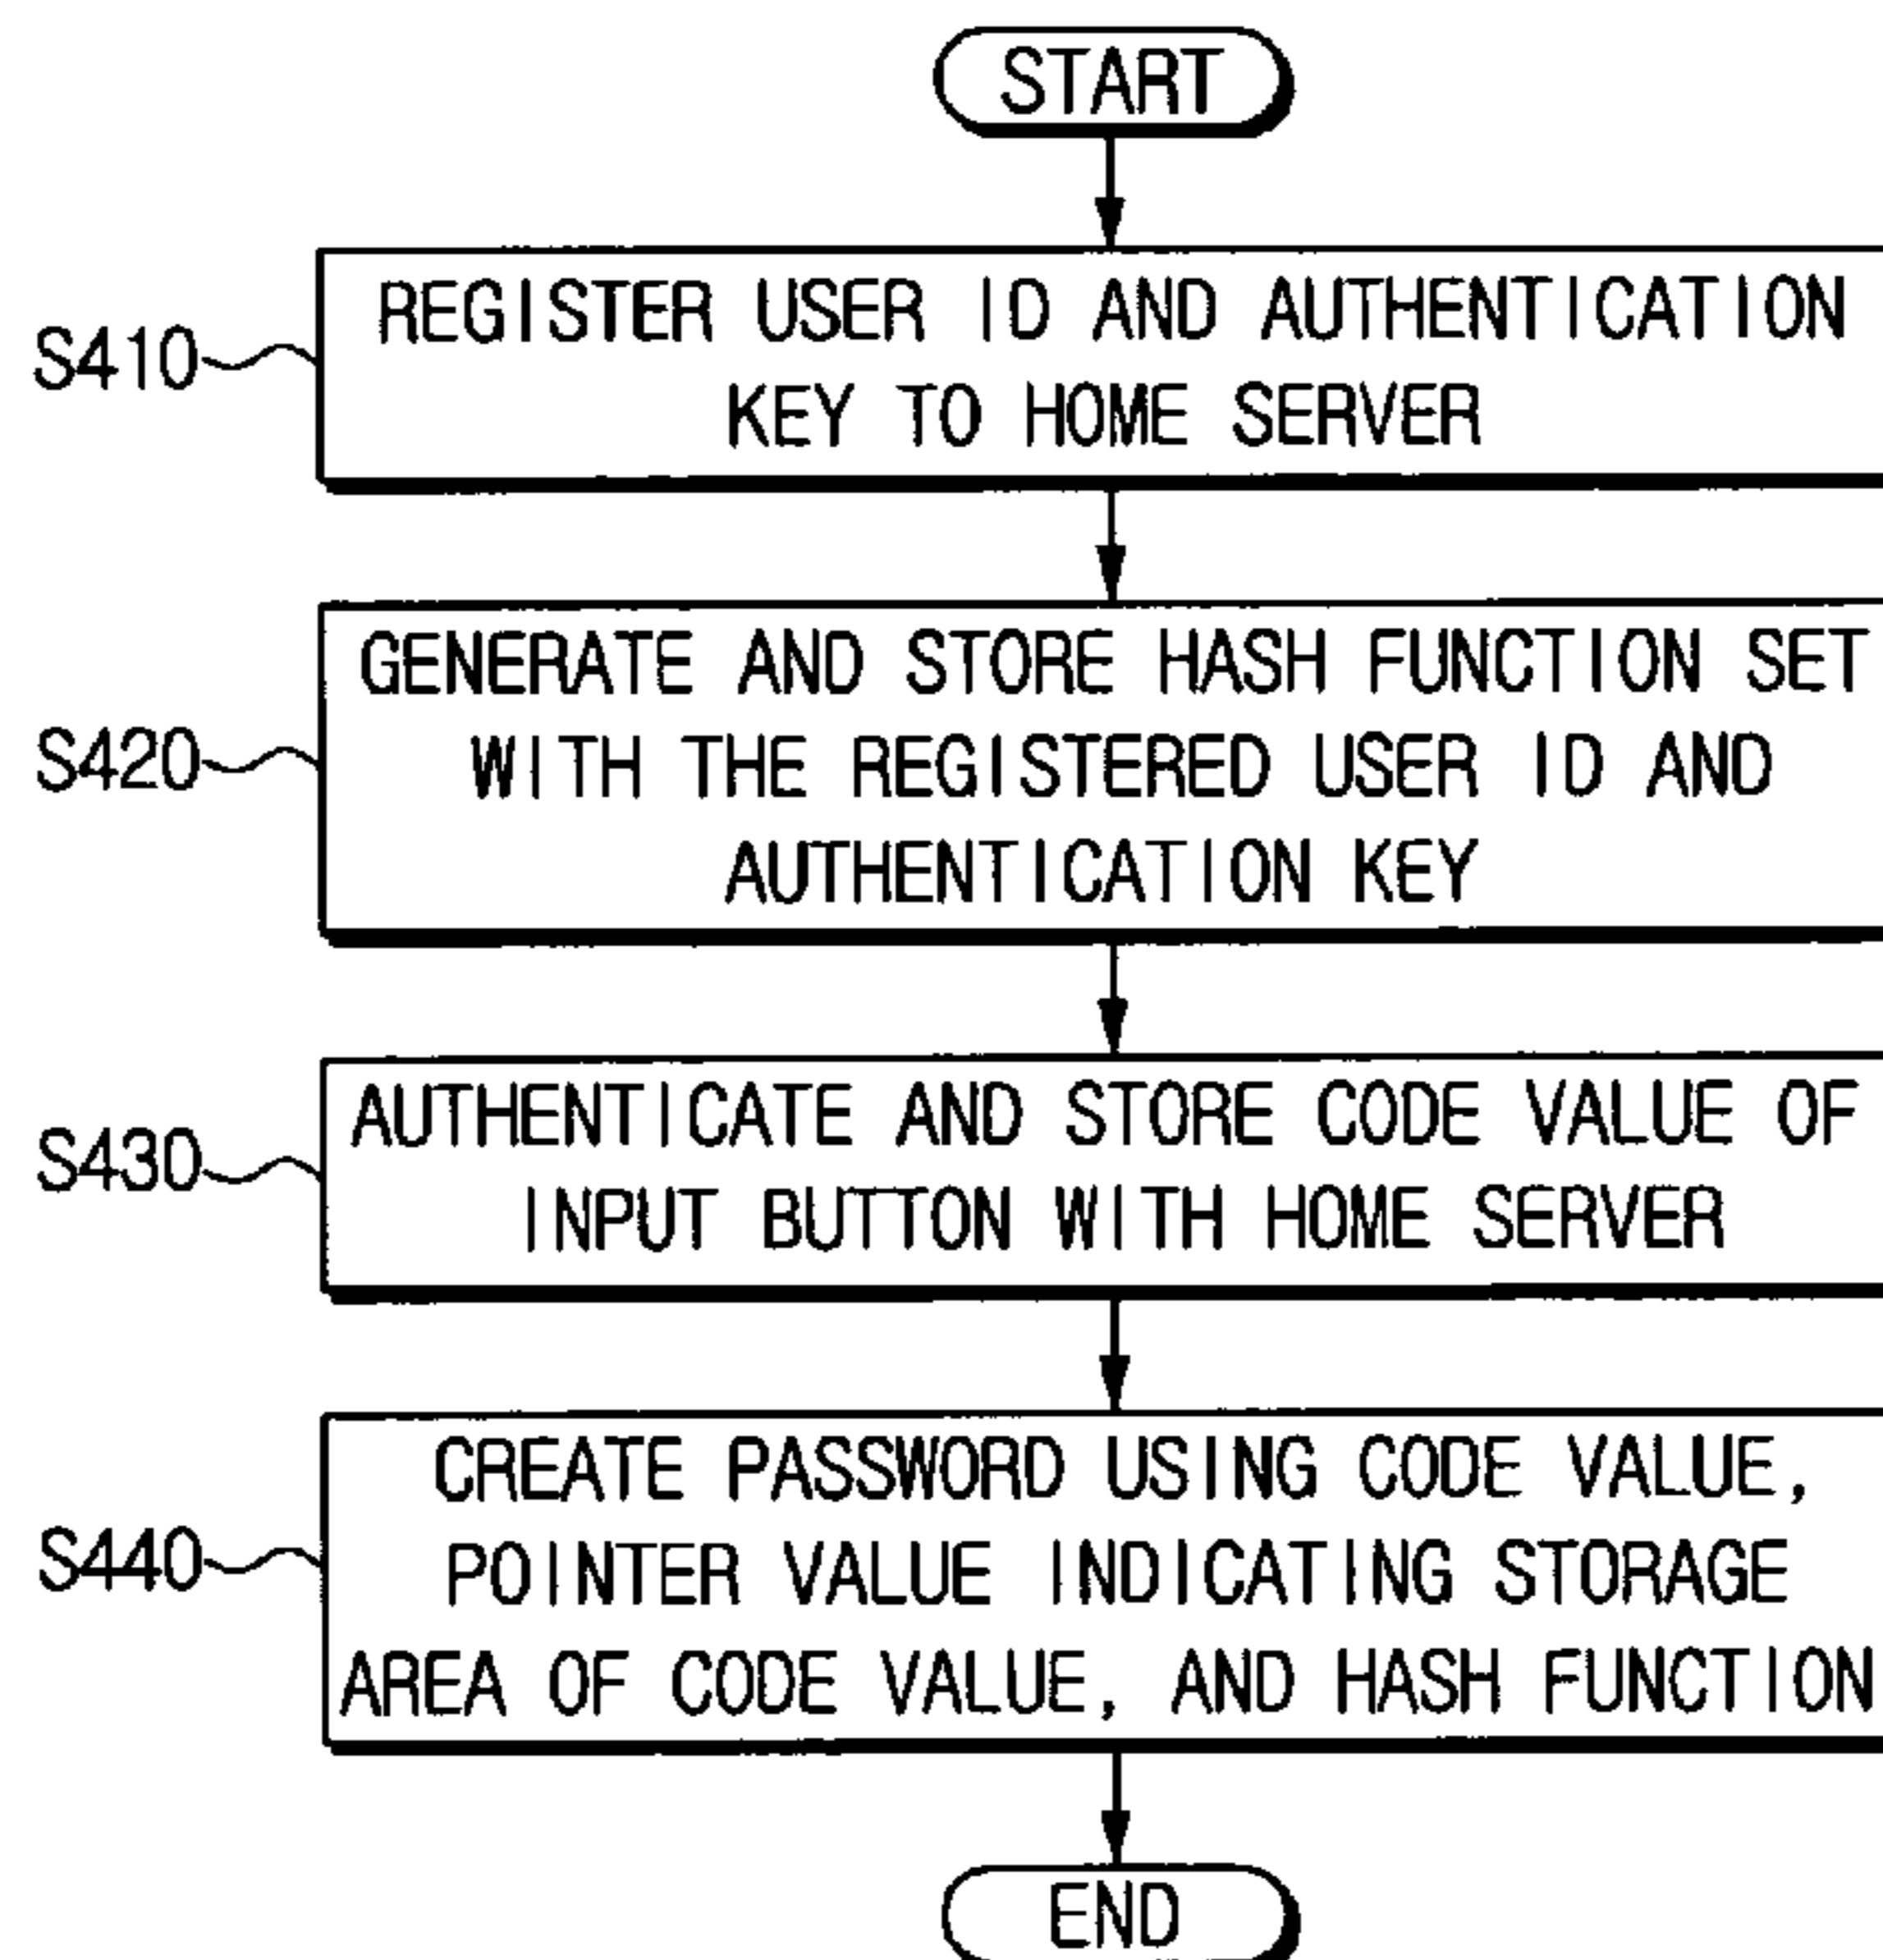 START
S410
REGISTER USER ID AND AUTHENTICATION
KEY TO HOME SERVER
S420
GENERATE AND STORE HASH FUNCTION SET
WITH THE REGISTERED USER ID AND
AUTHENTICATION KEY
S430
AUTHENTICATE AND STORE CODE VALUE OF
INPUT BUTTON WITH HOME SERVER
S440
CREATE PASSWORD USING CODE VALUE,
POINTER VALUE INDICATING STORAGE
AREA OF CODE VALUE, AND HASH FUNCTION
END